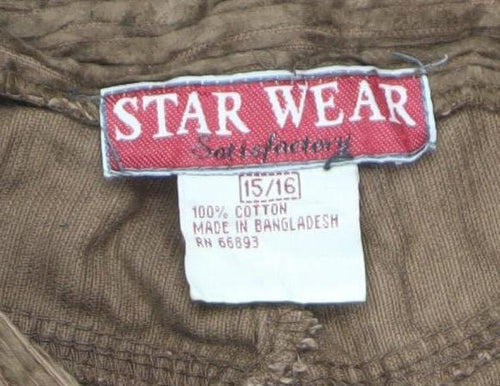 STAR WEAR
Satisfactory
15/16
100% COTTON
MADE IN BANGLADESH
RN 66893